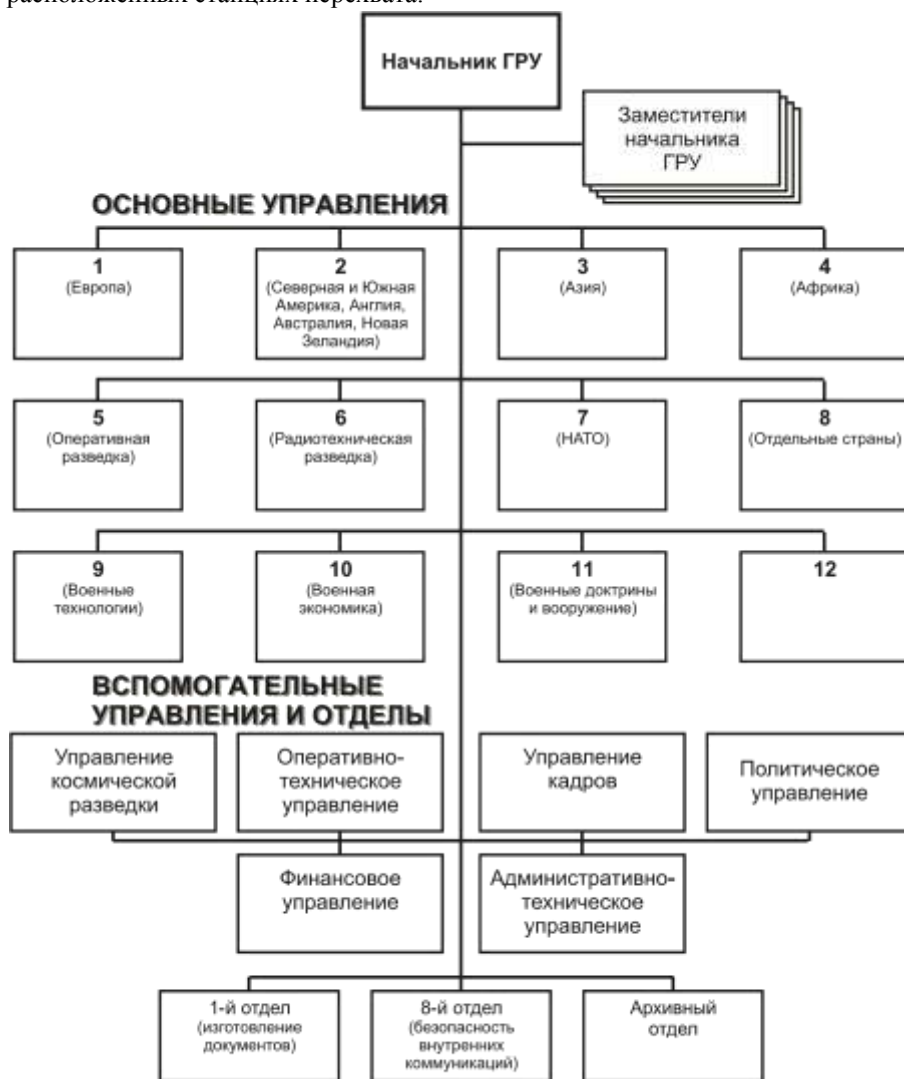 расположенных станциях перехвата.
Начальник ГРУ
Заместители
начальника
ГРУ
ОСНОВНЫЕ УПРАВЛЕНИЯ
1
(Европа)
2
(Северная и Южная
Америка, Англия,
Австралия, Новая
Зеландия)
3
(Азия)
4
(Африка)
5
(Оперативная
разведка)
6
(Радиотехническая
разведка)
7
(НАТО)
8
(Отдельные страны)
9
(Военные
технологии)
10
(Военная
экономика)
11
(Военные доктрины
и вооружение)
12
ВСПОМОГАТЕЛЬНЫЕ
УПРАВЛЕНИЯ И ОТДЕЛЫ
Управление
космической
разведки
Оперативно-
техническое
управление
Управление
кадров
Политическое
управление
Финансовое
управление
Административно-
техническое
управление
1-й отдел
(изготовление
документов)
8-й отдел
(безопасность
внутренних
коммуникаций)
Архивный
отдел